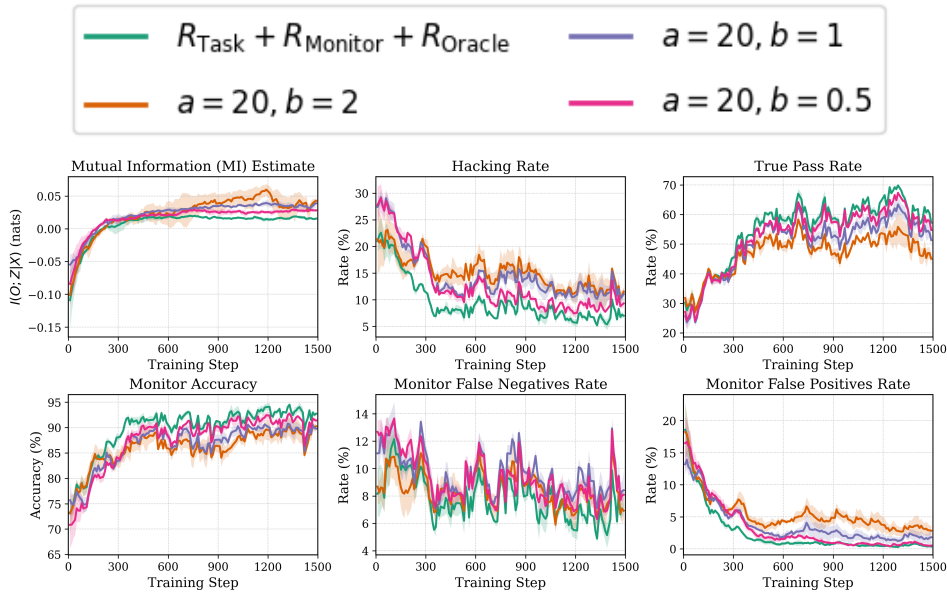 R_Task + R_Monitor + R_Oracle
a = 20, b = 1
a = 20, b = 2
a = 20, b = 0.5
Mutual Information (MI) Estimate
I(O; Z|X) (nats)
0.05
0.00
−0.05
−0.10
−0.15
0 300 600 900 1200 1500
Training Step
Hacking Rate
Rate (%)
30
25
20
15
10
5
0 300 600 900 1200 1500
Training Step
True Pass Rate
Rate (%)
70
60
50
40
30
20
0 300 600 900 1200 1500
Training Step
Monitor Accuracy
Accuracy (%)
95
90
85
80
75
70
65
0 300 600 900 1200 1500
Training Step
Monitor False Negatives Rate
Rate (%)
14
12
10
8
6
4
0 300 600 900 1200 1500
Training Step
Monitor False Positives Rate
Rate (%)
20
15
10
5
0
0 300 600 900 1200 1500
Training Step